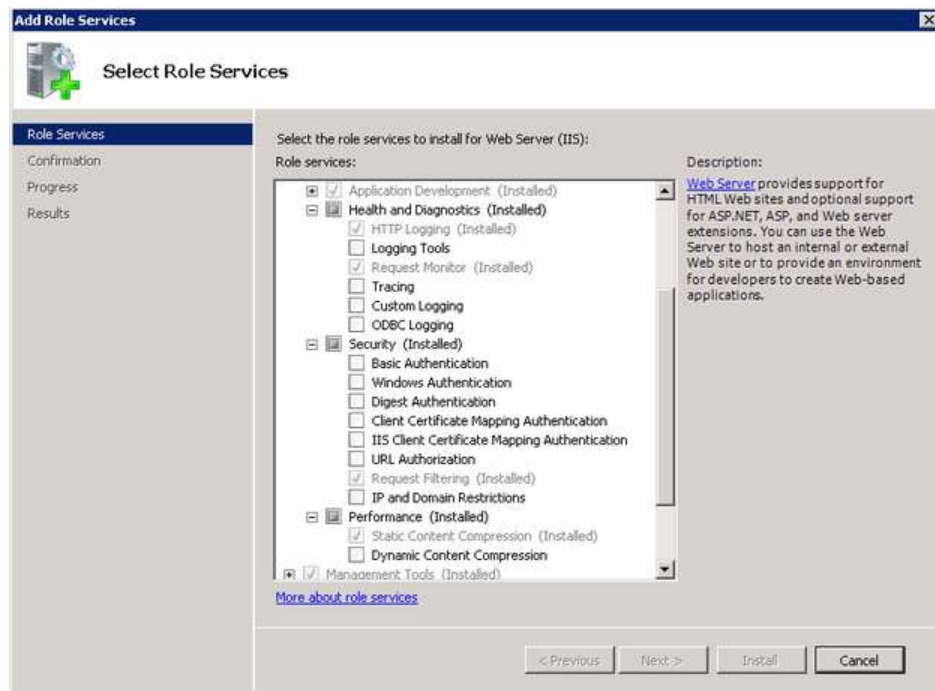 Add Role Services
Select Role Services
Role Services
Confirmation
Progress
Results
Select the role services to install for Web Server (IIS):
Role services:
Application Development (Installed)
Health and Diagnostics (Installed)
HTTP Logging (Installed)
Logging Tools
Request Monitor (Installed)
Tracing
Custom Logging
ODBC Logging
Security (Installed)
Basic Authentication
Windows Authentication
Digest Authentication
Client Certificate Mapping Authentication
IIS Client Certificate Mapping Authentication
URL Authorization
Request Filtering (Installed)
IP and Domain Restrictions
Performance (Installed)
Static Content Compression (Installed)
Dynamic Content Compression
Management Tools (Installed)
More about role services
Description:
Web Server provides support for
HTML Web sites and optional support
for ASP.NET, ASP, and Web server
extensions. You can use the Web
Server to host an internal or external
Web site or to provide an environment
for developers to create Web-based
applications.
< Previous
Next >
Install
Cancel